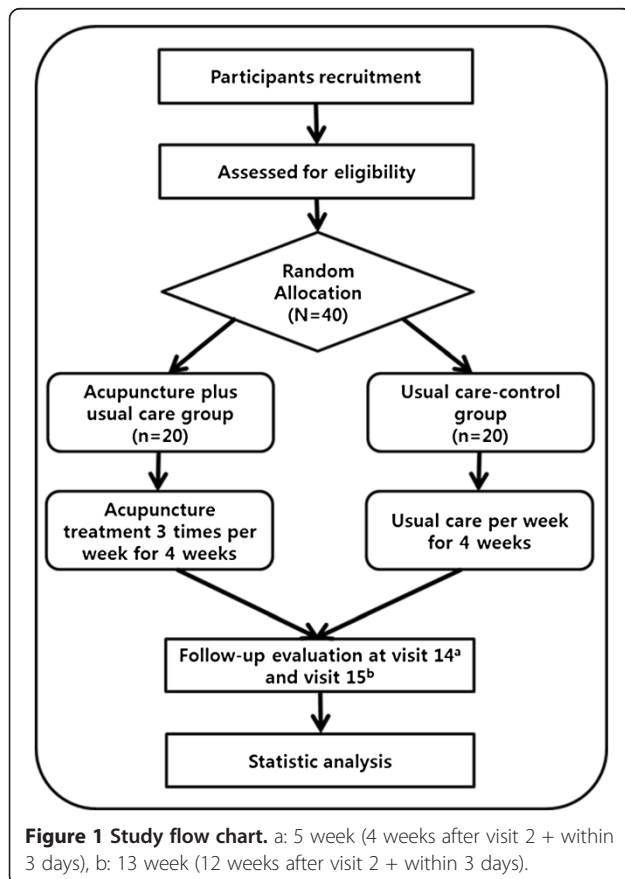 Participants recruitment
Assessed for eligibility
Random
Allocation
(N=40)
Acupuncture plus
usual care group
(n=20)
Usual care-control
group
(n=20)
Acupuncture
treatment 3 times per
week for 4 weeks
Usual care per week
for 4 weeks
Follow-up evaluation at visit 14ᵃ
and visit 15ᵇ
Statistic analysis
Figure 1 Study flow chart. a: 5 week (4 weeks after visit 2 + within
3 days), b: 13 week (12 weeks after visit 2 + within 3 days).